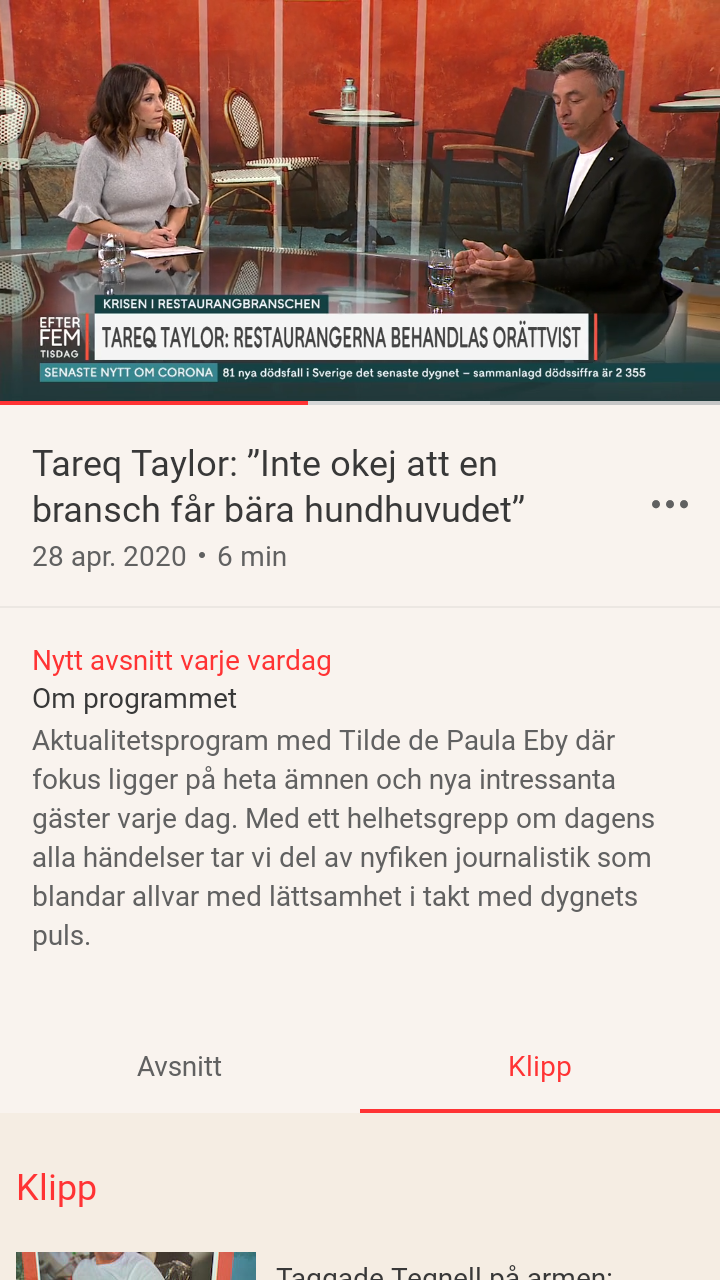 KRISEN I RESTAURANGBRANSCHEN
EFTER
FEM
TISDAG
TAREQ TAYLOR: RESTAURANGERNA BEHANDLAS ORÄTTVIST
SENASTE NYTT OM CORONA 81 nya dödsfall i Sverige det senaste dygnet – sammanlagd dödssiffra är 2 355
Tareq Taylor: ”Inte okej att en
bransch får bära hundhuvudet”
28 apr. 2020 • 6 min
Nytt avsnitt varje vardag
Om programmet
Aktualitetsprogram med Tilde de Paula Eby där
fokus ligger på heta ämnen och nya intressanta
gäster varje dag. Med ett helhetsgrepp om dagens
alla händelser tar vi del av nyfiken journalistik som
blandar allvar med lättsamhet i takt med dygnets
puls.
Avsnitt
Klipp
Klipp
Taggade Tegnell på armen: